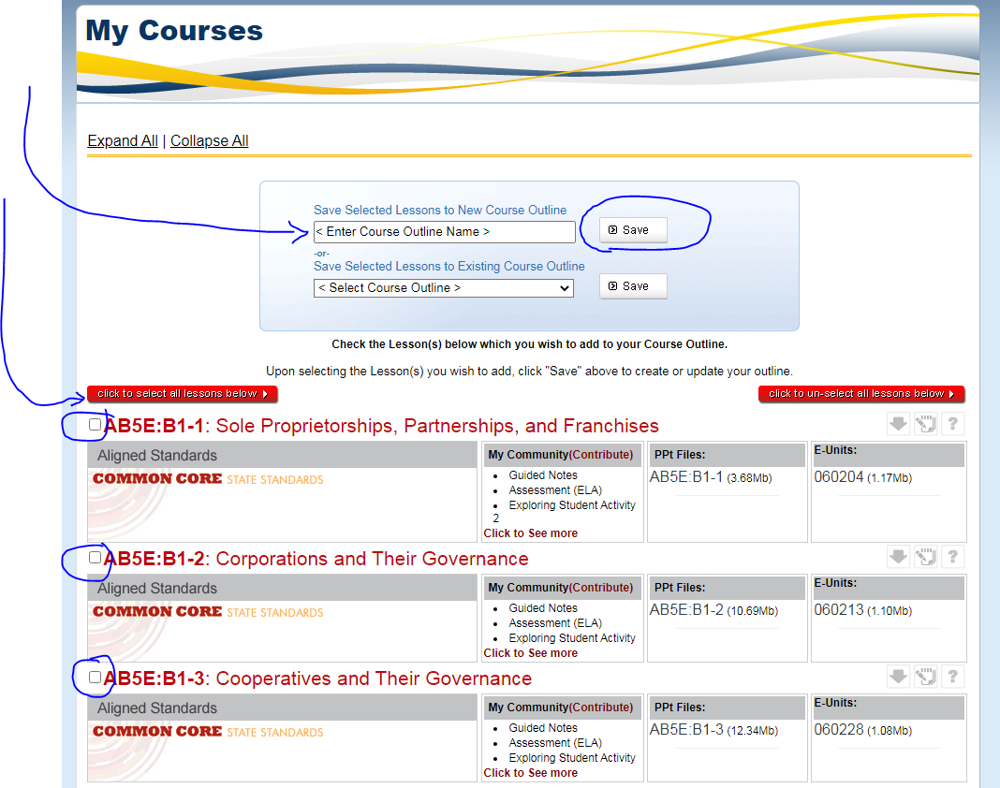 My Courses
Expand All | Collapse All
Save Selected Lessons to New Course Outline
< Enter Course Outline Name >
Save
-or-
Save Selected Lessons to Existing Course Outline
< Select Course Outline >
Save
Check the Lesson(s) below which you wish to add to your Course Outline.
Upon selecting the Lesson(s) you wish to add, click "Save" above to create or update your outline.
click to select all lessons below
click to un-select all lessons below
AB5E:B1-1: Sole Proprietorships, Partnerships, and Franchises
?
Aligned Standards
COMMON CORE STATE STANDARDS
My Community(Contribute)
Guided Notes
Assessment (ELA)
Exploring Student Activity
2
Click to See more
PPt Files:
AB5E:B1-1 (3.68Mb)
E-Units:
060204 (1.17Mb)
AB5E:B1-2: Corporations and Their Governance
?
Aligned Standards
COMMON CORE STATE STANDARDS
My Community(Contribute)
Guided Notes
Assessment (ELA)
Exploring Student Activity
Click to See more
PPt Files:
AB5E:B1-2 (10.69Mb)
E-Units:
060213 (1.10Mb)
AB5E:B1-3: Cooperatives and Their Governance
?
Aligned Standards
COMMON CORE STATE STANDARDS
My Community(Contribute)
Guided Notes
Assessment (ELA)
Exploring Student Activity
Click to See more
PPt Files:
AB5E:B1-3 (12.34Mb)
E-Units:
060228 (1.08Mb)